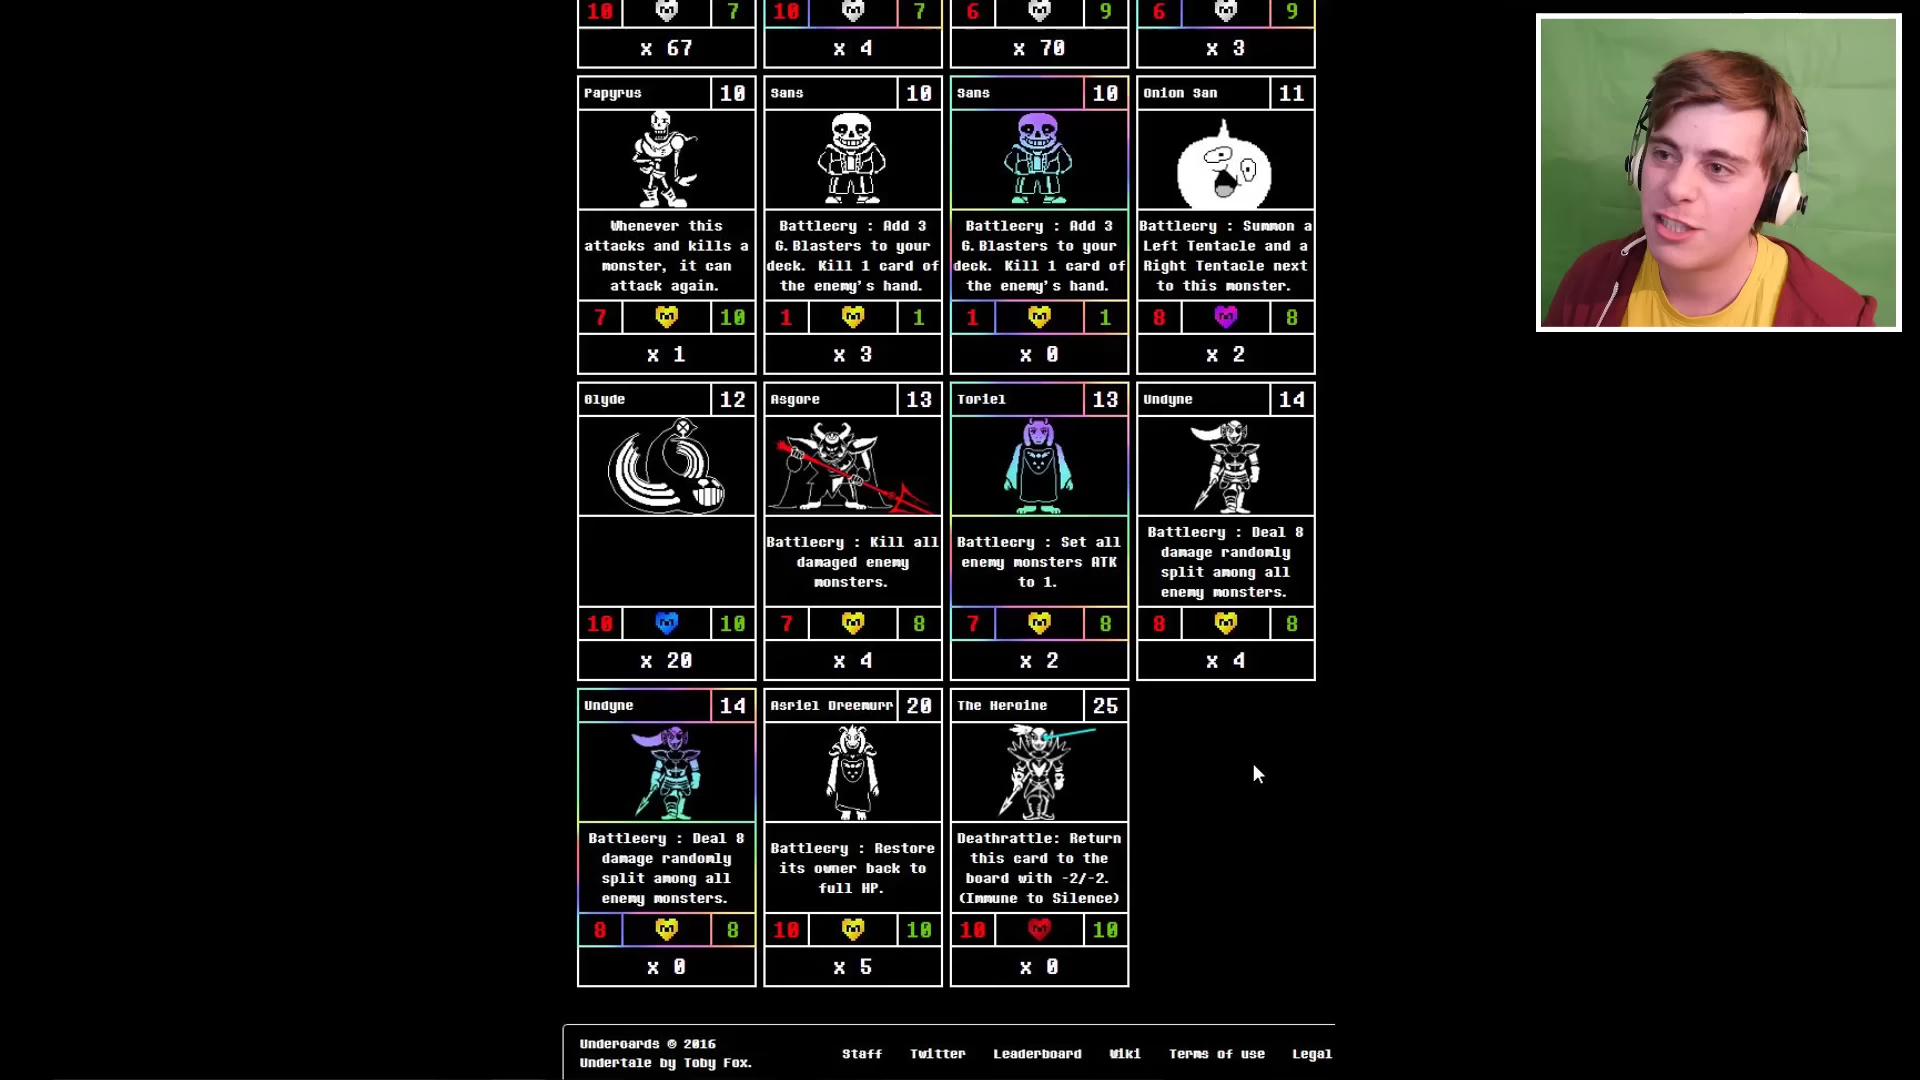 10 7 10 7 6 9 6 9
x 67 x 4 x 70 x 3
Papyrus 10 Sans 10 Sans 10 Onion San 11
Whenever this
attacks and kills a
monster, it can
attack again.
Battlecry : Add 3
G.Blasters to your
deck. Kill 1 card of
the enemy's hand.
Battlecry : Add 3
G.Blasters to your
deck. Kill 1 card of
the enemy's hand.
Battlecry : Summon a
Left Tentacle and a
Right Tentacle next
to this monster.
7 10 1 1 1 1 8 8
x 1 x 3 x 0 x 2
Glyde 12 Asgore 13 Toriel 13 Undyne 14
Battlecry : Kill all
damaged enemy
monsters.
Battlecry : Set all
enemy monsters ATK
to 1.
Battlecry : Deal 8
damage randomly
split among all
enemy monsters.
10 10 7 8 7 8 8 8
x 20 x 4 x 2 x 4
Undyne 14 Asriel Dreemurr 20 The Heroine 25
Battlecry : Deal 8
damage randomly
split among all
enemy monsters.
Battlecry : Restore
its owner back to
full HP.
Deathrattle: Return
this card to the
board with -2/-2.
(Immune to Silence)
8 8 10 10 10 10
x 0 x 5 x 0
Undercards © 2016
Undertale by Toby Fox.
Staff Twitter Leaderboard Wiki Terms of use Legal